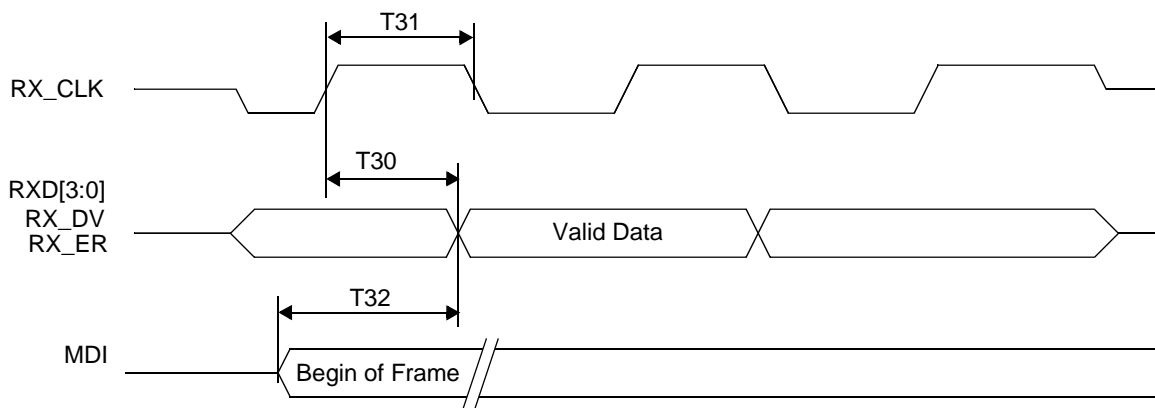 T31
RX_CLK
T30
RXD[3:0]
RX_DV
RX_ER
Valid Data
T32
MDI
Begin of Frame